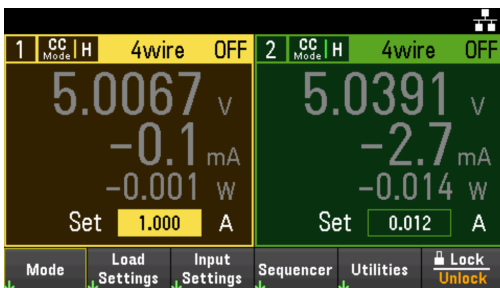 1 CC Mode H 4wire OFF
5.0067 V
-0.1 mA
-0.001 W
Set 1.000 A
2 CC Mode H 4wire OFF
5.0391 V
-2.7 mA
-0.014 W
Set 0.012 A
Mode
Load Settings
Input Settings
Sequencer
Utilities
Lock
Unlock